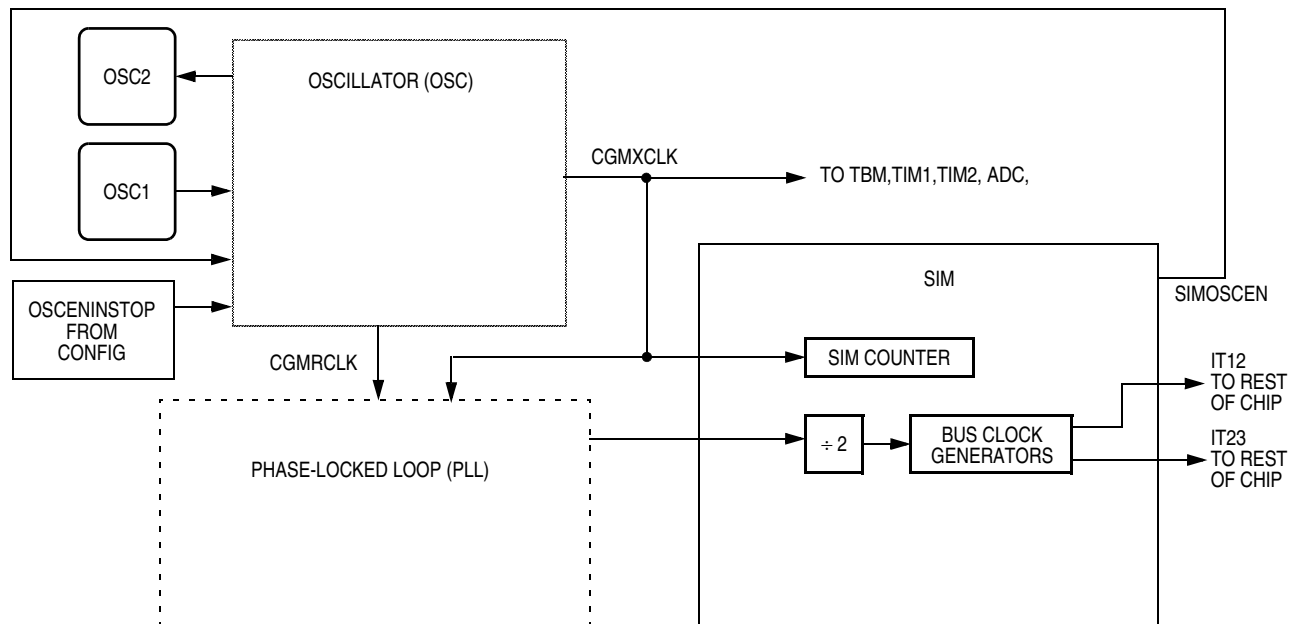 OSC2
OSCILLATOR (OSC)
CGMXCLK
OSC1
TO TBM,TIM1,TIM2, ADC,
SIM
SIMOSCEN
OSCENINSTOP
FROM
CONFIG
CGMRCLK
SIM COUNTER
IT12
TO REST
OF CHIP
÷ 2
BUS CLOCK
GENERATORS
IT23
TO REST
OF CHIP
PHASE-LOCKED LOOP (PLL)